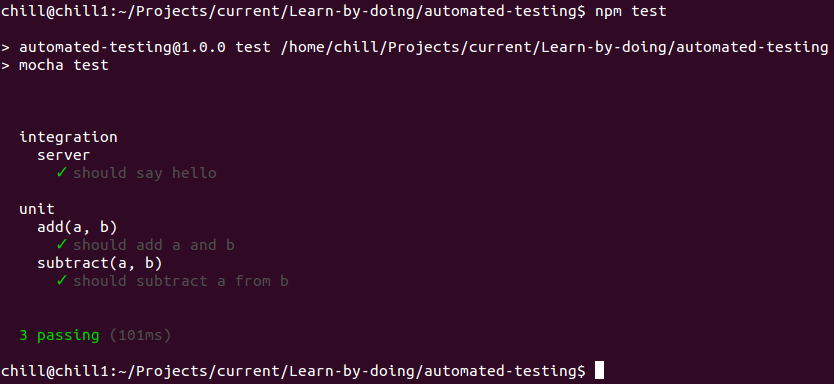 chill@chill1:~/Projects/current/Learn-by-doing/automated-testing$ npm test
> automated-testing@1.0.0 test /home/chill/Projects/current/Learn-by-doing/automated-testing
> mocha test
integration
server
✓ should say hello
unit
add(a, b)
✓ should add a and b
subtract(a, b)
✓ should subtract a from b
3 passing (101ms)
chill@chill1:~/Projects/current/Learn-by-doing/automated-testing$